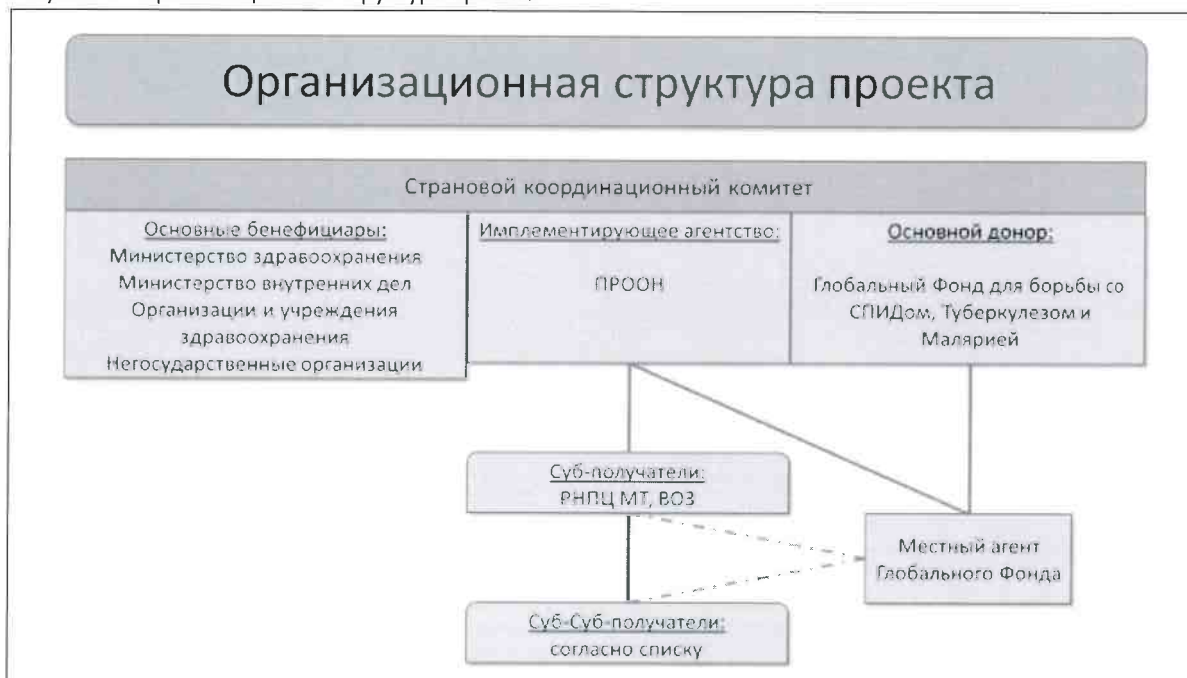 Организационная структура проекта
Страновой координационный комитет
Основные бенефициары:
Министерство здравоохранения
Министерство внутренних дел
Организации и учреждения
здравоохранения
Негосударственные организации
Имплементирующее агентство:
ПРООН
Основной донор:
Глобальный Фонд для борьбы со
СПИДом, Туберкулезом и
Малярией
Суб-получатели:
РНПЦ МТ, ВОЗ
Местный агент
Глобального Фонда
Суб-Суб-получатели:
согласно списку